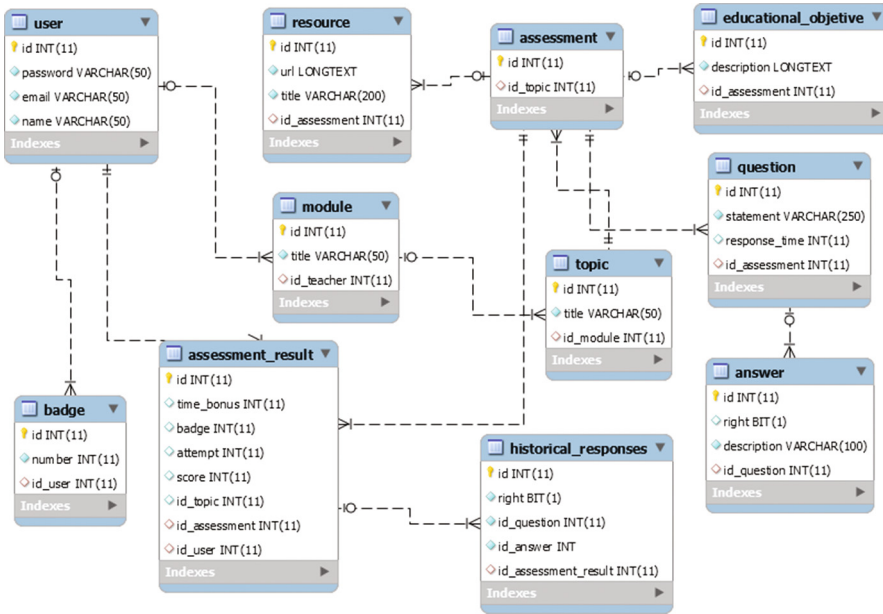 user
id INT(11)
password VARCHAR(50)
email VARCHAR(50)
name VARCHAR(50)
Indexes
resource
id INT(11)
url LONGTEXT
title VARCHAR(200)
id_assessment INT(11)
Indexes
assessment
id INT(11)
id_topic INT(11)
Indexes
educational_objetive
id INT(11)
description LONGTEXT
id_assessment INT(11)
Indexes
module
id INT(11)
title VARCHAR(50)
id_teacher INT(11)
Indexes
question
id INT(11)
statement VARCHAR(250)
response_time INT(11)
id_assessment INT(11)
Indexes
topic
id INT(11)
title VARCHAR(50)
id_module INT(11)
Indexes
assessment_result
id INT(11)
time_bonus INT(11)
badge INT(11)
attempt INT(11)
score INT(11)
id_topic INT(11)
id_assessment INT(11)
id_user INT(11)
Indexes
badge
id INT(11)
number INT(11)
id_user INT(11)
Indexes
answer
id INT(11)
right BIT(1)
description VARCHAR(100)
id_question INT(11)
Indexes
historical_responses
id INT(11)
right BIT(1)
id_question INT(11)
id_answer INT
id_assessment_result INT(11)
Indexes